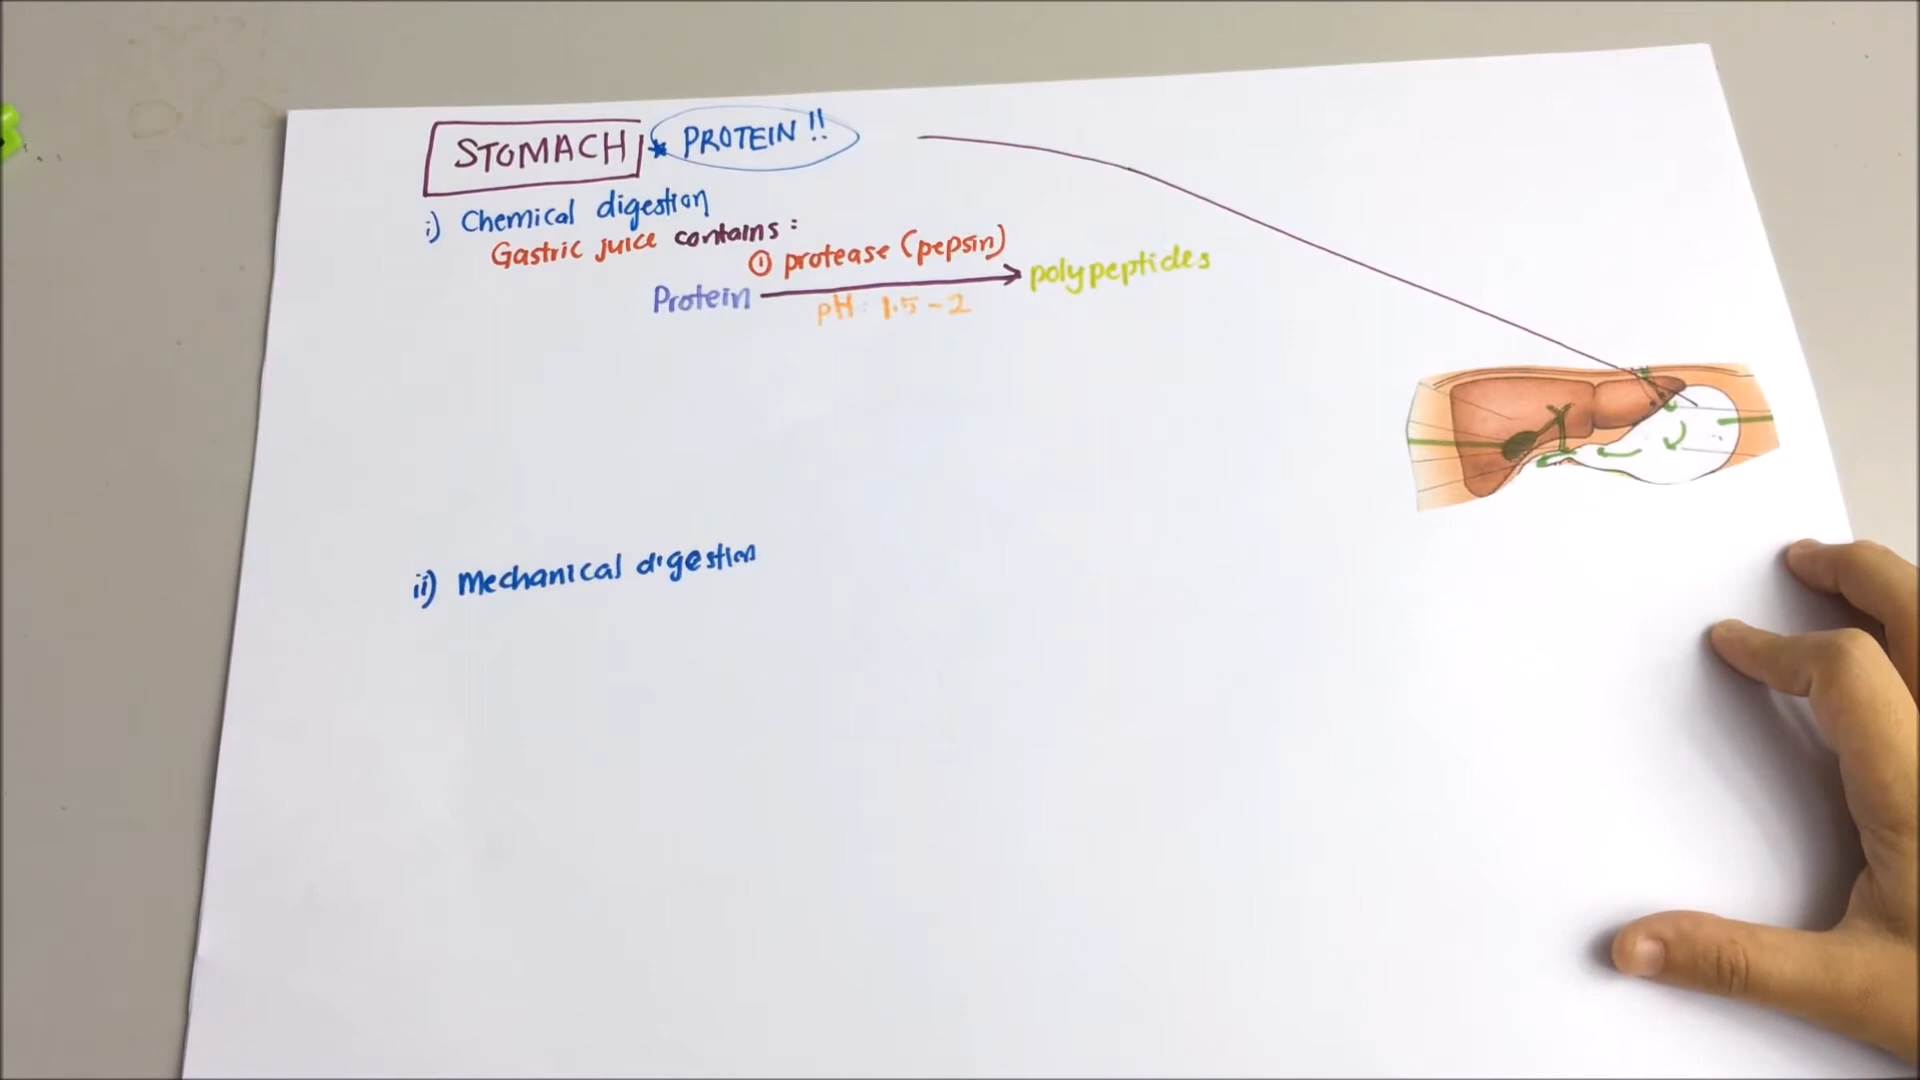 STOMACH * PROTEIN!!
i) Chemical digestion
Gastric juice contains:
① protease (pepsin)
Protein → polypeptides
pH: 1.5-2
ii) Mechanical digestion